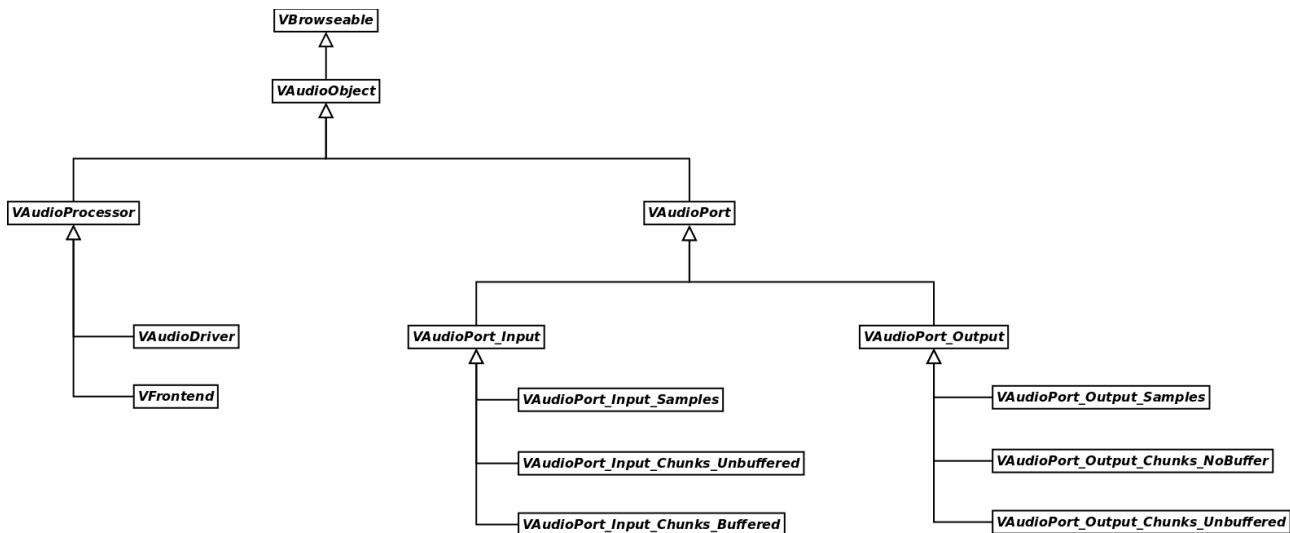 VBrowseable
VAudioObject
VAudioProcessor
VAudioPort
VAudioDriver
VFrontend
VAudioPort_Input
VAudioPort_Output
VAudioPort_Input_Samples
VAudioPort_Input_Chunks_Unbuffered
VAudioPort_Input_Chunks_Buffered
VAudioPort_Output_Samples
VAudioPort_Output_Chunks_NoBuffer
VAudioPort_Output_Chunks_Unbuffered